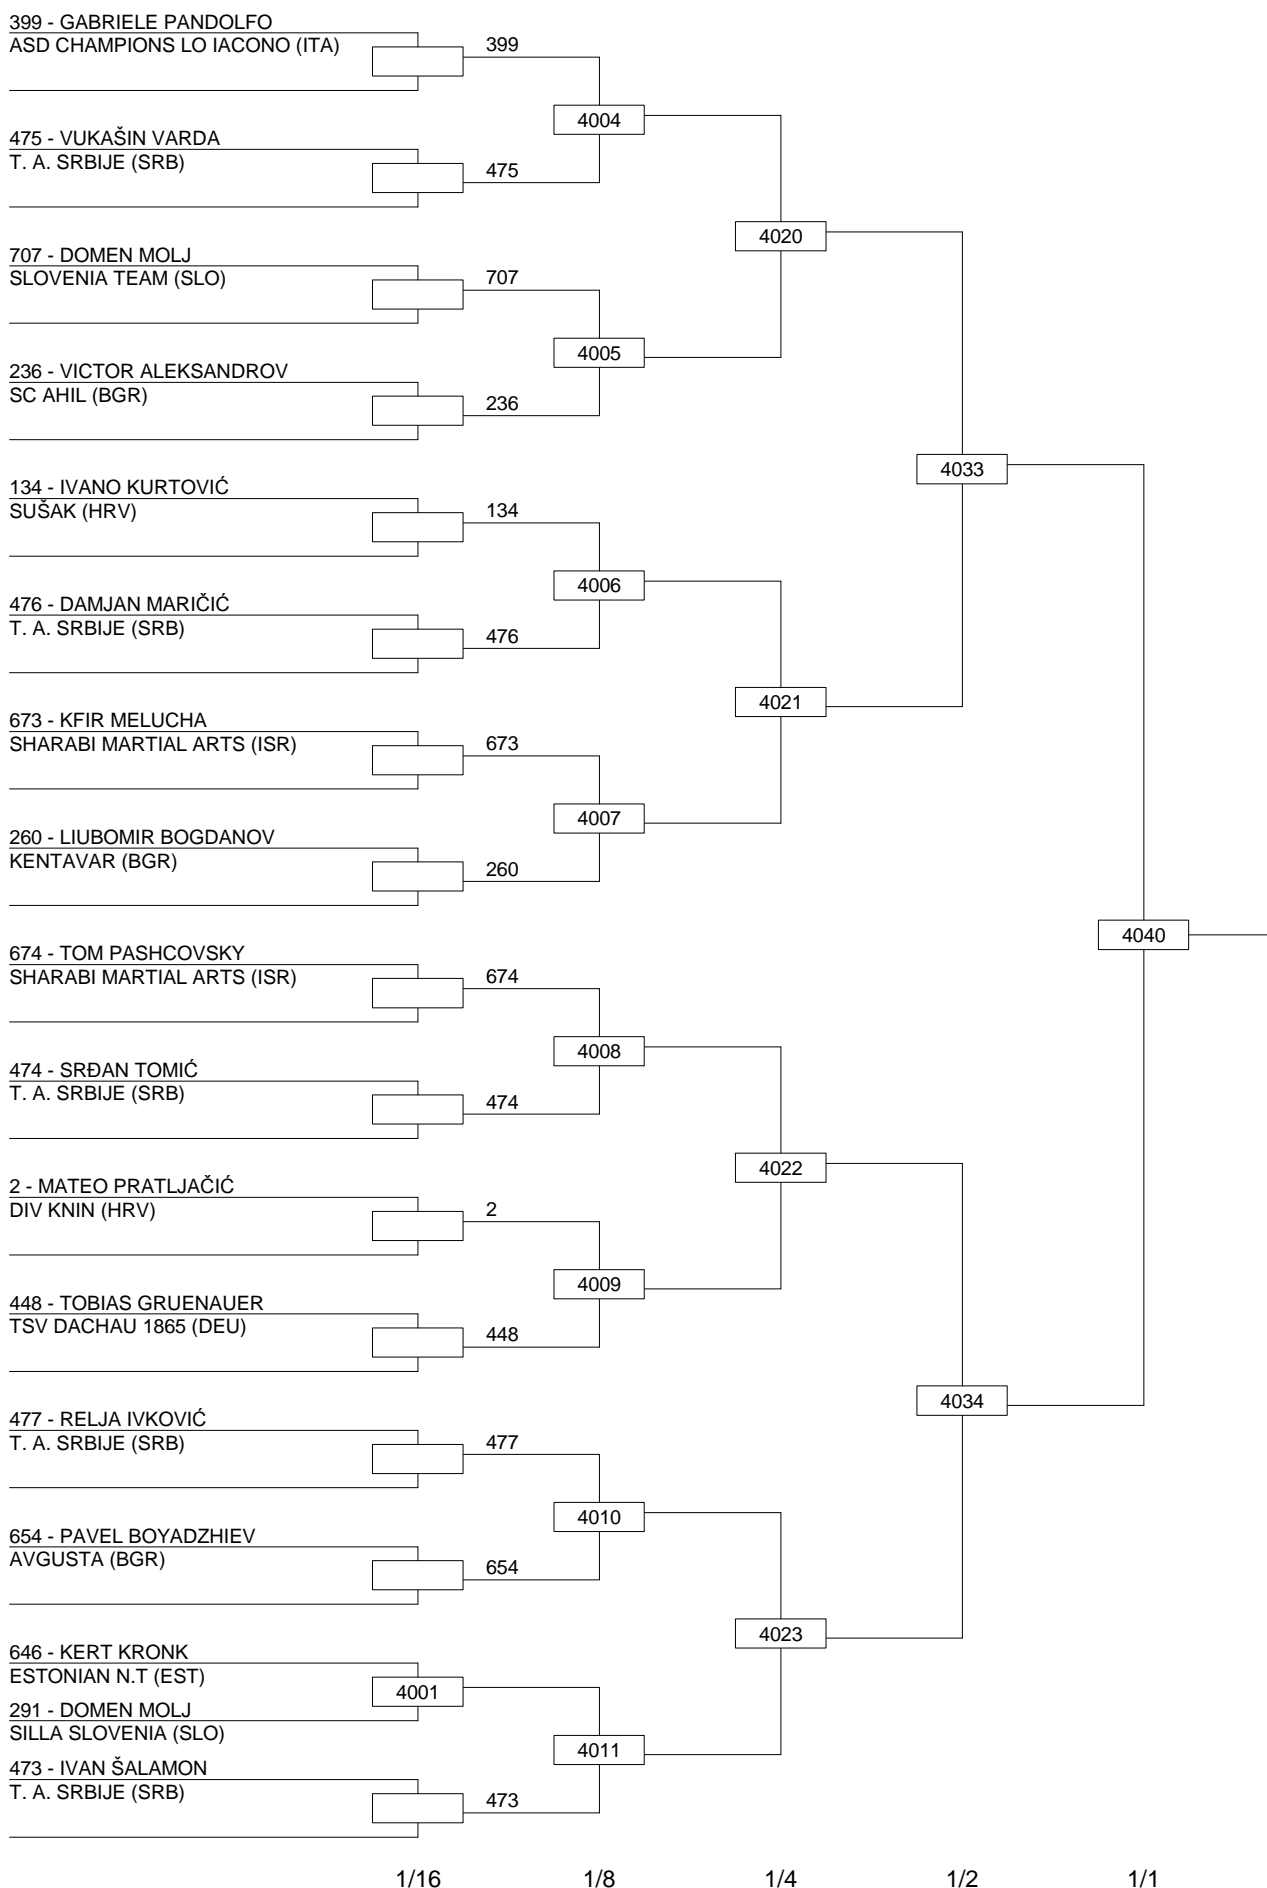 399 - GABRIELE PANDOLFO
ASD CHAMPIONS LO IACONO (ITA)
399
4004
475 - VUKAŠIN VARDA
T. A. SRBIJE (SRB)
475
4020
707 - DOMEN MOLJ
SLOVENIA TEAM (SLO)
707
4005
236 - VICTOR ALEKSANDROV
SC AHIL (BGR)
236
4033
134 - IVANO KURTOVIĆ
SUŠAK (HRV)
134
4006
476 - DAMJAN MARIČIĆ
T. A. SRBIJE (SRB)
476
4021
673 - KFIR MELUCHA
SHARABI MARTIAL ARTS (ISR)
673
4007
260 - LIUBOMIR BOGDANOV
KENTAVAR (BGR)
260
4040
674 - TOM PASHCOVSKY
SHARABI MARTIAL ARTS (ISR)
674
4008
474 - SRĐAN TOMIĆ
T. A. SRBIJE (SRB)
474
4022
2 - MATEO PRATLJAČIĆ
DIV KNIN (HRV)
2
4009
448 - TOBIAS GRUENAUER
TSV DACHAU 1865 (DEU)
448
4034
477 - RELJA IVKOVIĆ
T. A. SRBIJE (SRB)
477
4010
654 - PAVEL BOYADZHIEV
AVGUSTA (BGR)
654
4023
646 - KERT KRONK
ESTONIAN N.T (EST)
4001
291 - DOMEN MOLJ
SILLA SLOVENIA (SLO)
4011
473 - IVAN ŠALAMON
T. A. SRBIJE (SRB)
473
1/16 1/8 1/4 1/2 1/1